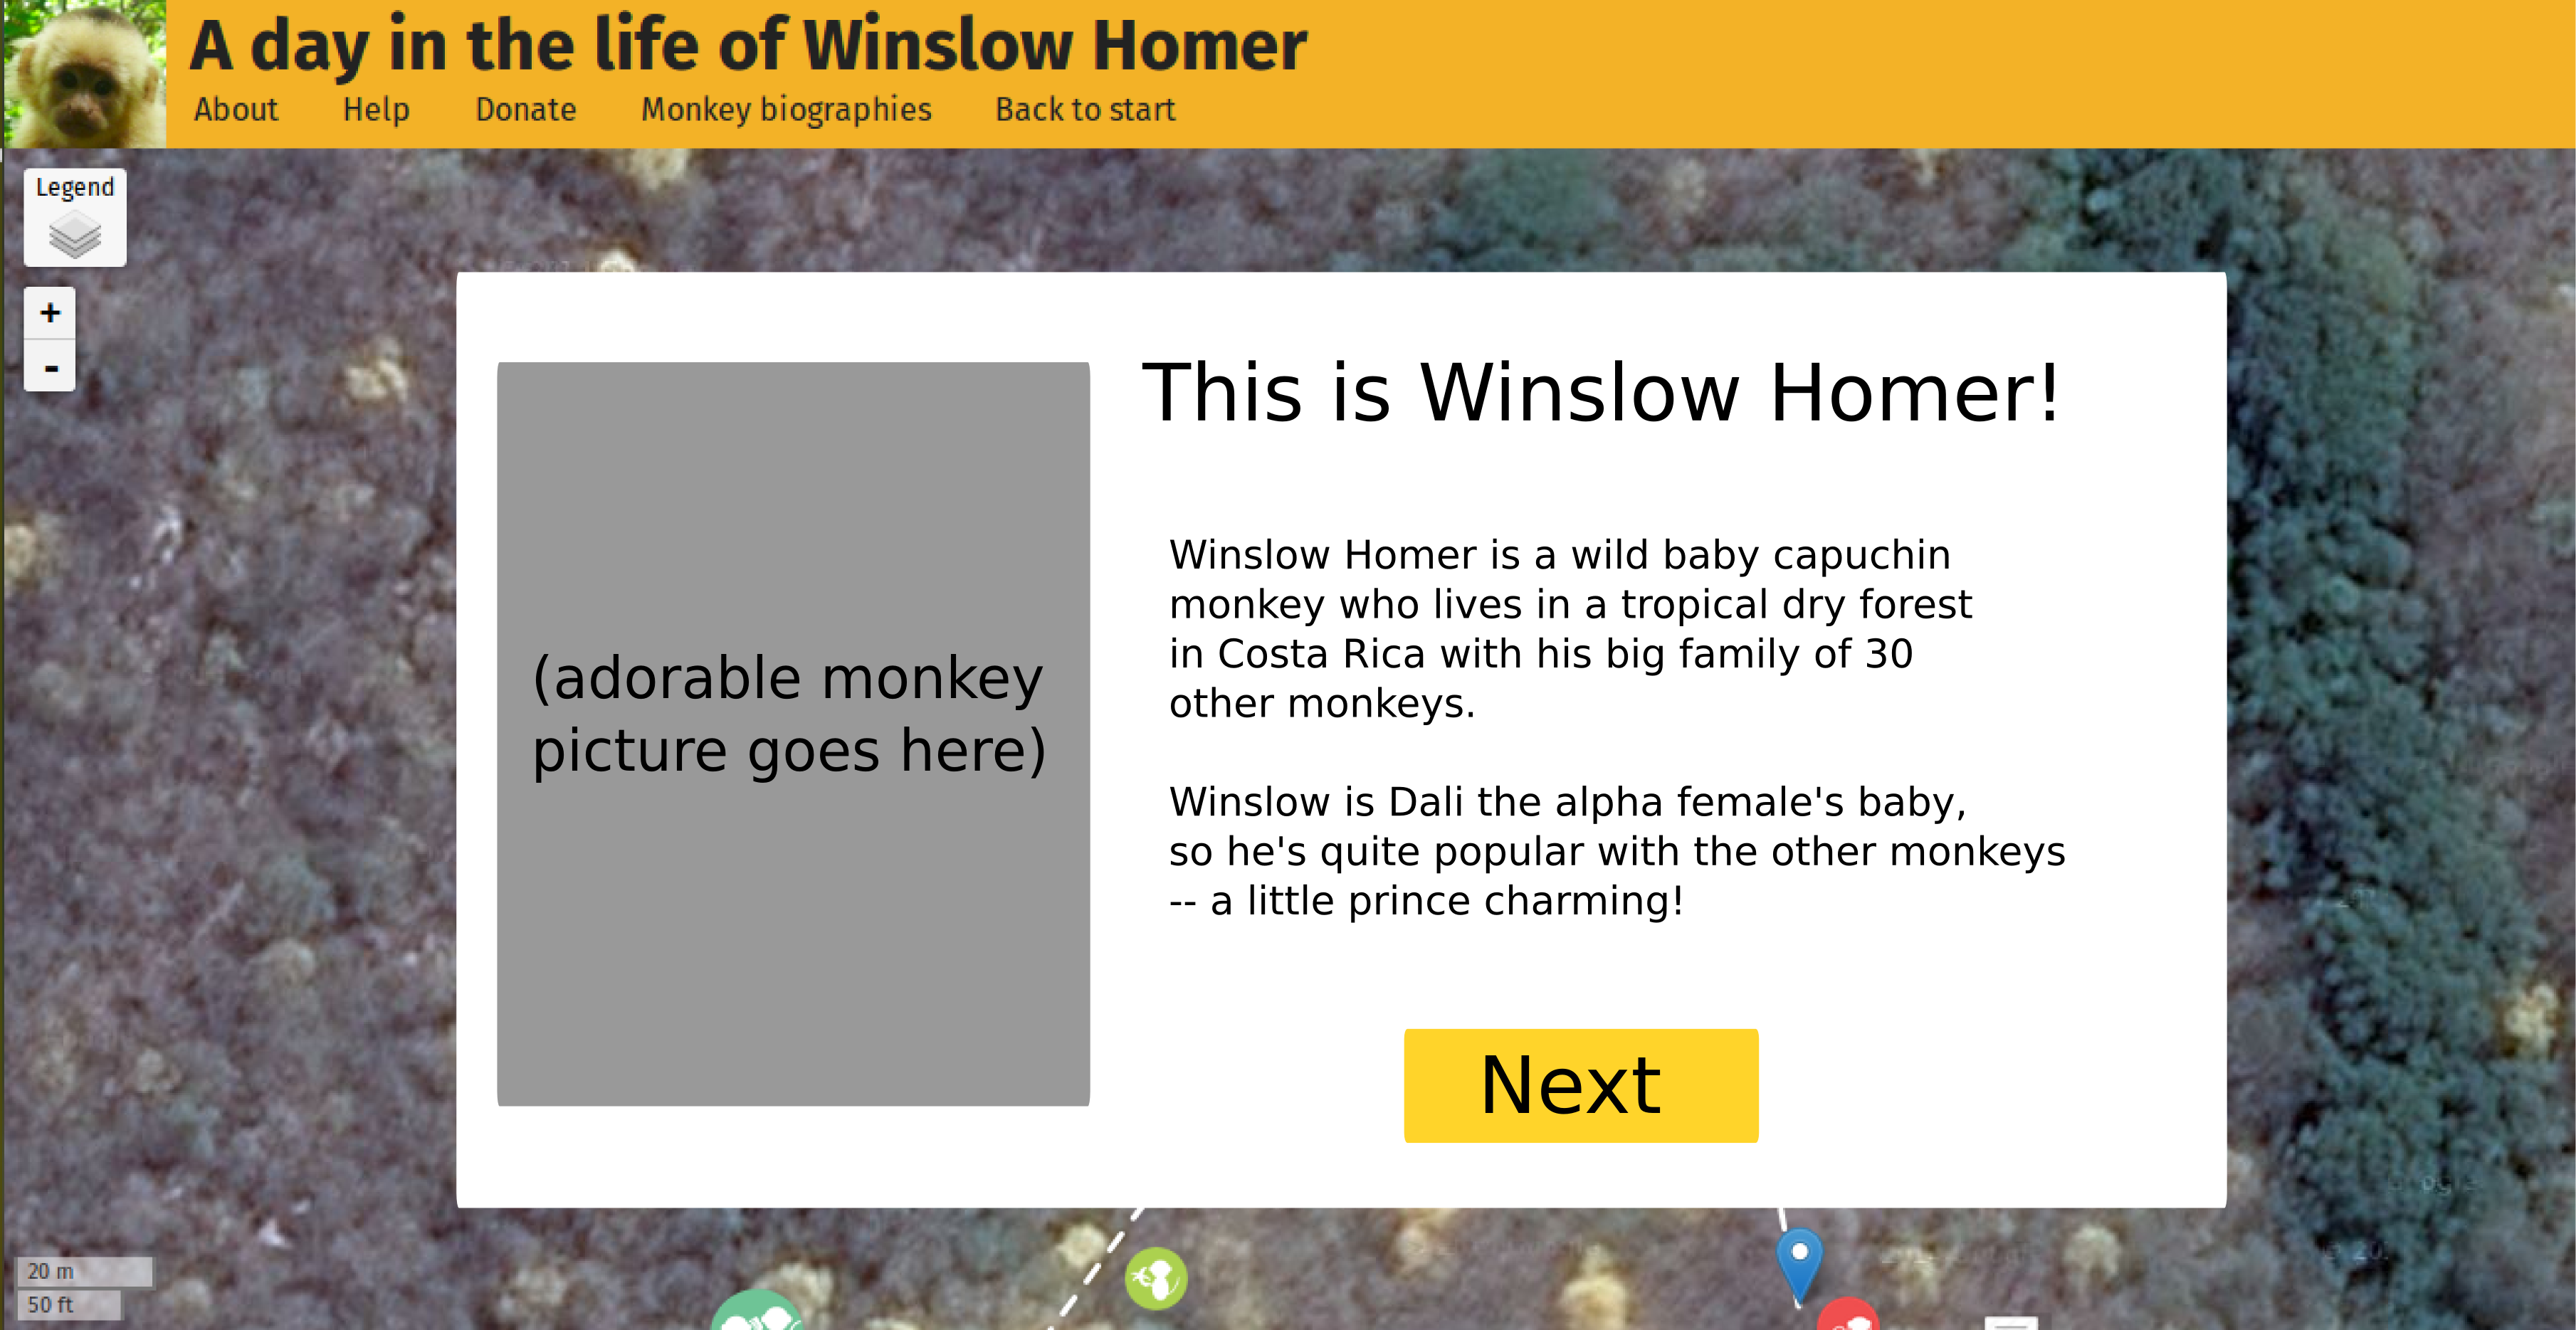 A day in the life of Winslow Homer
About Help Donate Monkey biographies Back to start
Legend
+
-
(adorable monkey
picture goes here)
This is Winslow Homer!
Winslow Homer is a wild baby capuchin
monkey who lives in a tropical dry forest
in Costa Rica with his big family of 30
other monkeys.
Winslow is Dali the alpha female's baby,
so he's quite popular with the other monkeys
-- a little prince charming!
Next
20 m
50 ft